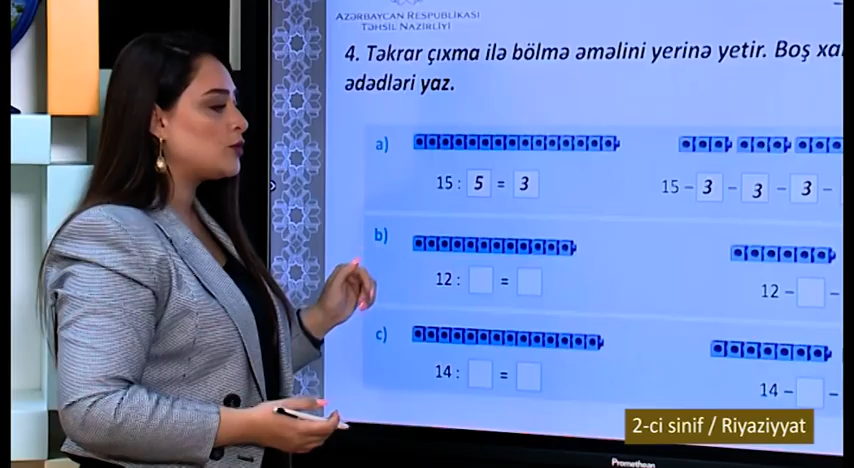 AZƏRBAYCAN RESPUBLİKASI
TƏHSİL NAZİRLİYİ
4. Təkrar çıxma ilə bölmə əməlini yerinə yetir. Boş xa
ədədləri yaz.
a)
15 : 5 = 3
15 – 3 – 3 – 3 –
b)
12 : =
12 – –
c)
14 : =
14 – –
2-ci sinif / Riyaziyyat
Promethean